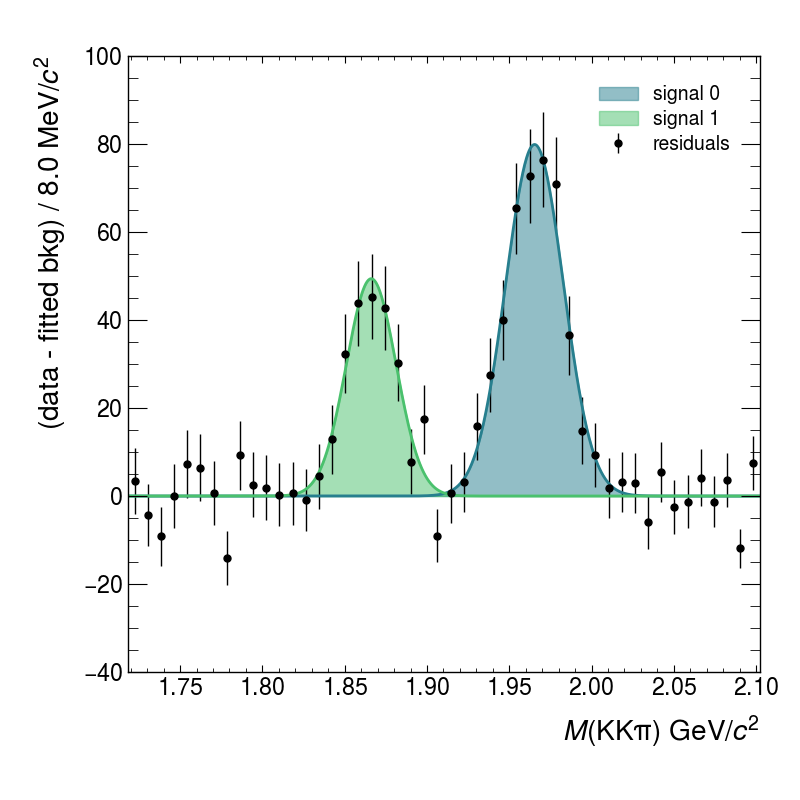 (data - fitted bkg) / 8.0 MeV/c²
100
80
60
40
20
0
−20
−40
signal 0
signal 1
residuals
1.75 1.80 1.85 1.90 1.95 2.00 2.05 2.10
M(KKπ) GeV/c²